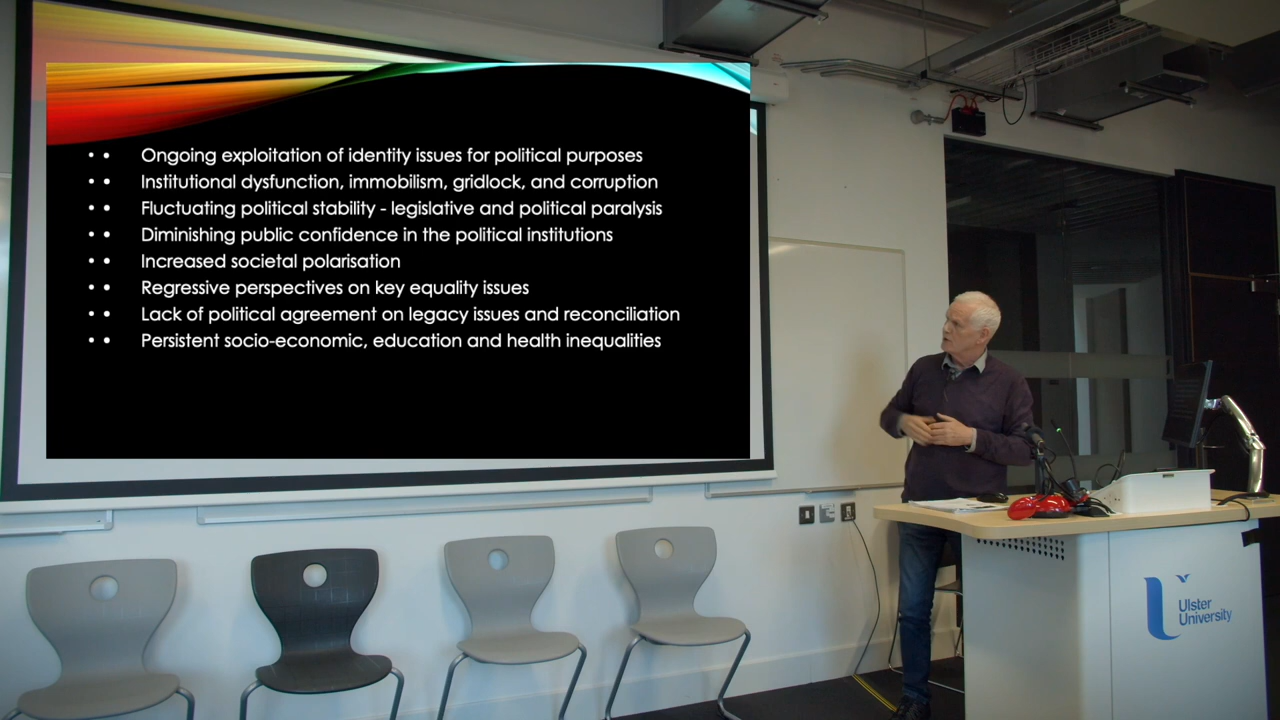 • • Ongoing exploitation of identity issues for political purposes
• • Institutional dysfunction, immobilism, gridlock, and corruption
• • Fluctuating political stability - legislative and political paralysis
• • Diminishing public confidence in the political institutions
• • Increased societal polarisation
• • Regressive perspectives on key equality issues
• • Lack of political agreement on legacy issues and reconciliation
• • Persistent socio-economic, education and health inequalities
Ulster
University